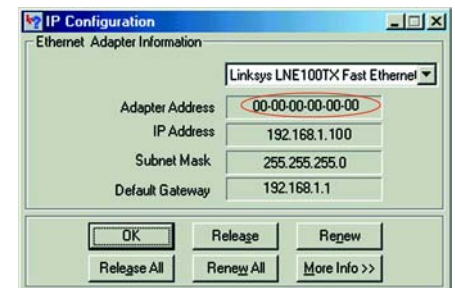 IP Configuration
Ethernet Adapter Information
Linksys LNE100TX Fast Ethernet
Adapter Address 00-00-00-00-00-00
IP Address 192.168.1.100
Subnet Mask 255.255.255.0
Default Gateway 192.168.1.1
OK Release Renew
Release All Renew All More Info >>